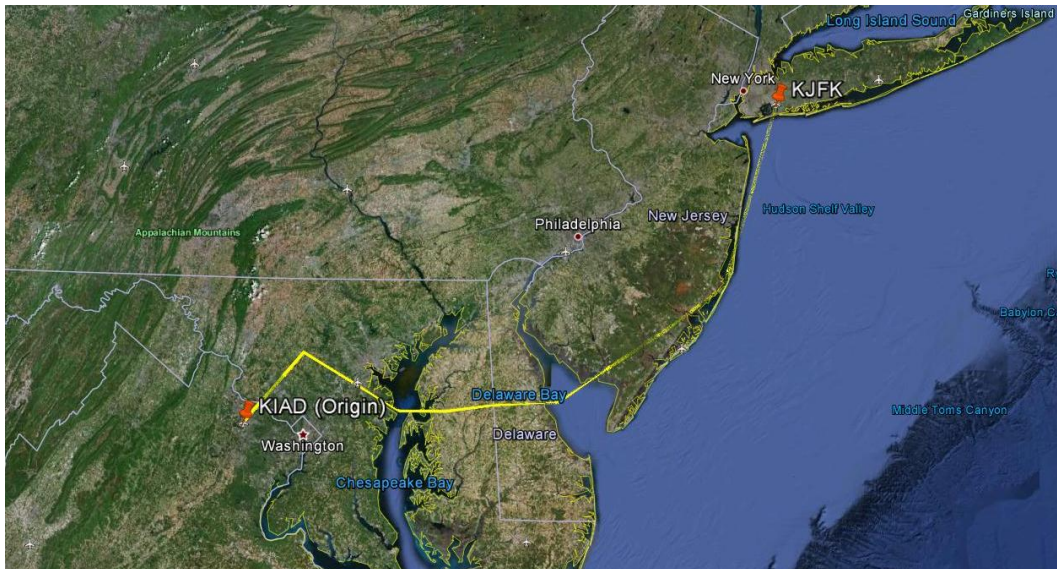 Gardiners Island
Long Island Sound
New York
KJFK
Hudson Shelf Valley
New Jersey
Philadelphia
Appalachian Mountains
Babylon C
KIAD (Origin)
Delaware Bay
Middle Toms Canyon
Washington
Delaware
Chesapeake Bay